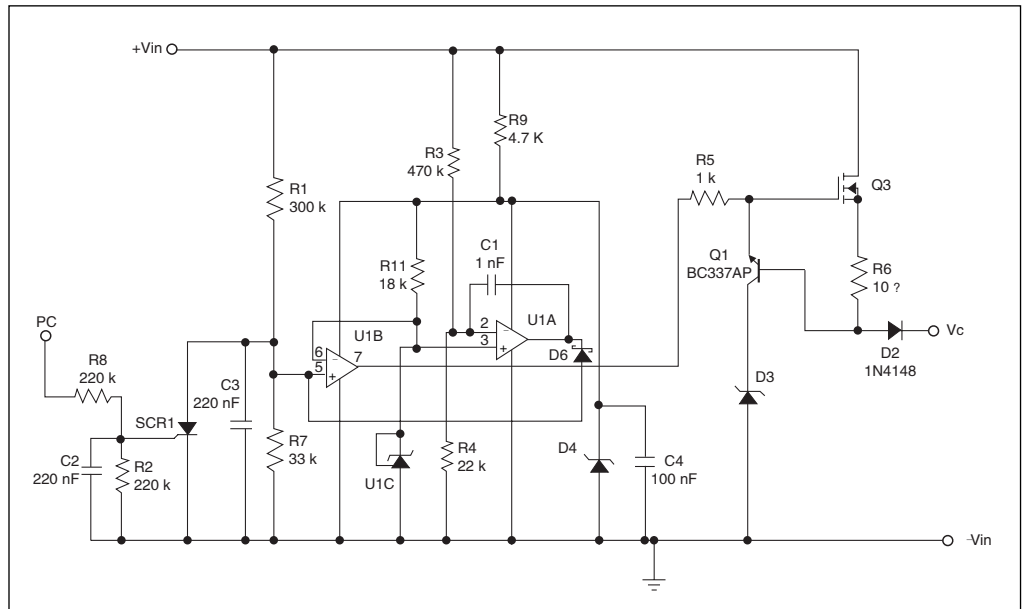 +Vin
R9
4.7 K
R3
470 k
R5
1 k
Q3
R1
300 k
C1
1 nF
Q1
BC337AP
R11
18 k
R6
10 ?
PC
U1B
U1A
2
3
−
+
Vc
R8
220 k
6
5
−
+
7
D6
D2
1N4148
C3
220 nF
D3
SCR1
R7
33 k
R4
22 k
D4
C2
220 nF
R2
220 k
U1C
C4
100 nF
–Vin